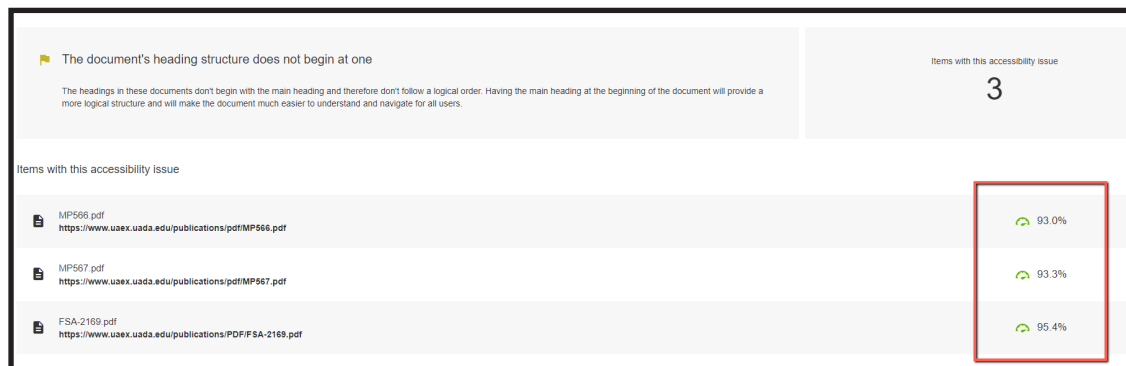 The document's heading structure does not begin at one
The headings in these documents don't begin with the main heading and therefore don't follow a logical order. Having the main heading at the beginning of the document will provide a
more logical structure and will make the document much easier to understand and navigate for all users.
Items with this accessibility issue
3
Items with this accessibility issue
MP566.pdf
https://www.uaex.uada.edu/publications/pdf/MP566.pdf
93.0%
MP567.pdf
https://www.uaex.uada.edu/publications/pdf/MP567.pdf
93.3%
FSA-2169.pdf
https://www.uaex.uada.edu/publications/PDF/FSA-2169.pdf
95.4%